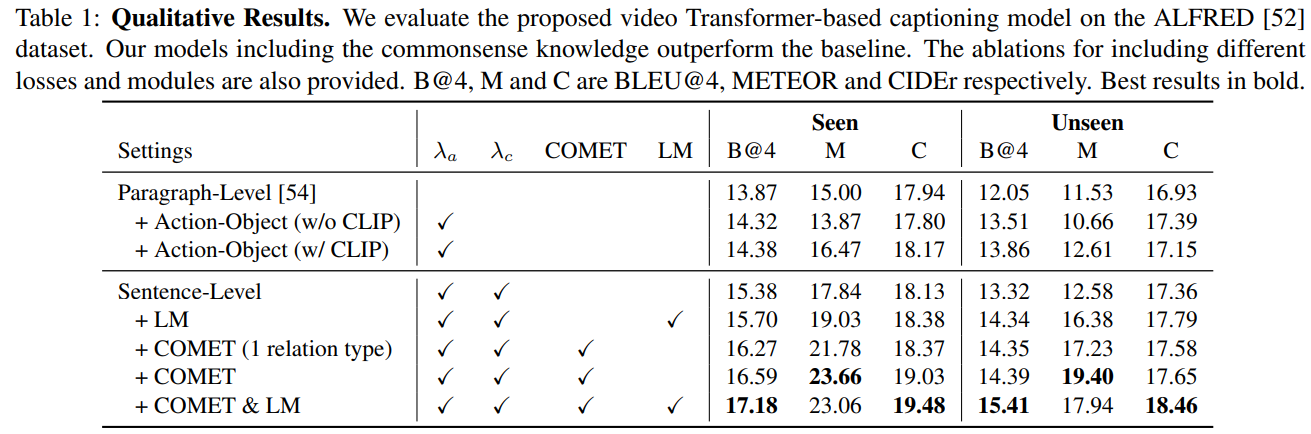 Table 1: Qualitative Results. We evaluate the proposed video Transformer-based captioning model on the ALFRED [52]
dataset. Our models including the commonsense knowledge outperform the baseline. The ablations for including different
losses and modules are also provided. B@4, M and C are BLEU@4, METEOR and CIDEr respectively. Best results in bold.
Seen Unseen
Settings λa λc COMET LM B@4 M C B@4 M C
Paragraph-Level [54] 13.87 15.00 17.94 12.05 11.53 16.93
+ Action-Object (w/o CLIP) ✓ 14.32 13.87 17.80 13.51 10.66 17.39
+ Action-Object (w/ CLIP) ✓ 14.38 16.47 18.17 13.86 12.61 17.15
Sentence-Level ✓ ✓ 15.38 17.84 18.13 13.32 12.58 17.36
+ LM ✓ ✓ ✓ 15.70 19.03 18.38 14.34 16.38 17.79
+ COMET (1 relation type) ✓ ✓ ✓ 16.27 21.78 18.37 14.35 17.23 17.58
+ COMET ✓ ✓ ✓ 16.59 23.66 19.03 14.39 19.40 17.65
+ COMET & LM ✓ ✓ ✓ ✓ 17.18 23.06 19.48 15.41 17.94 18.46